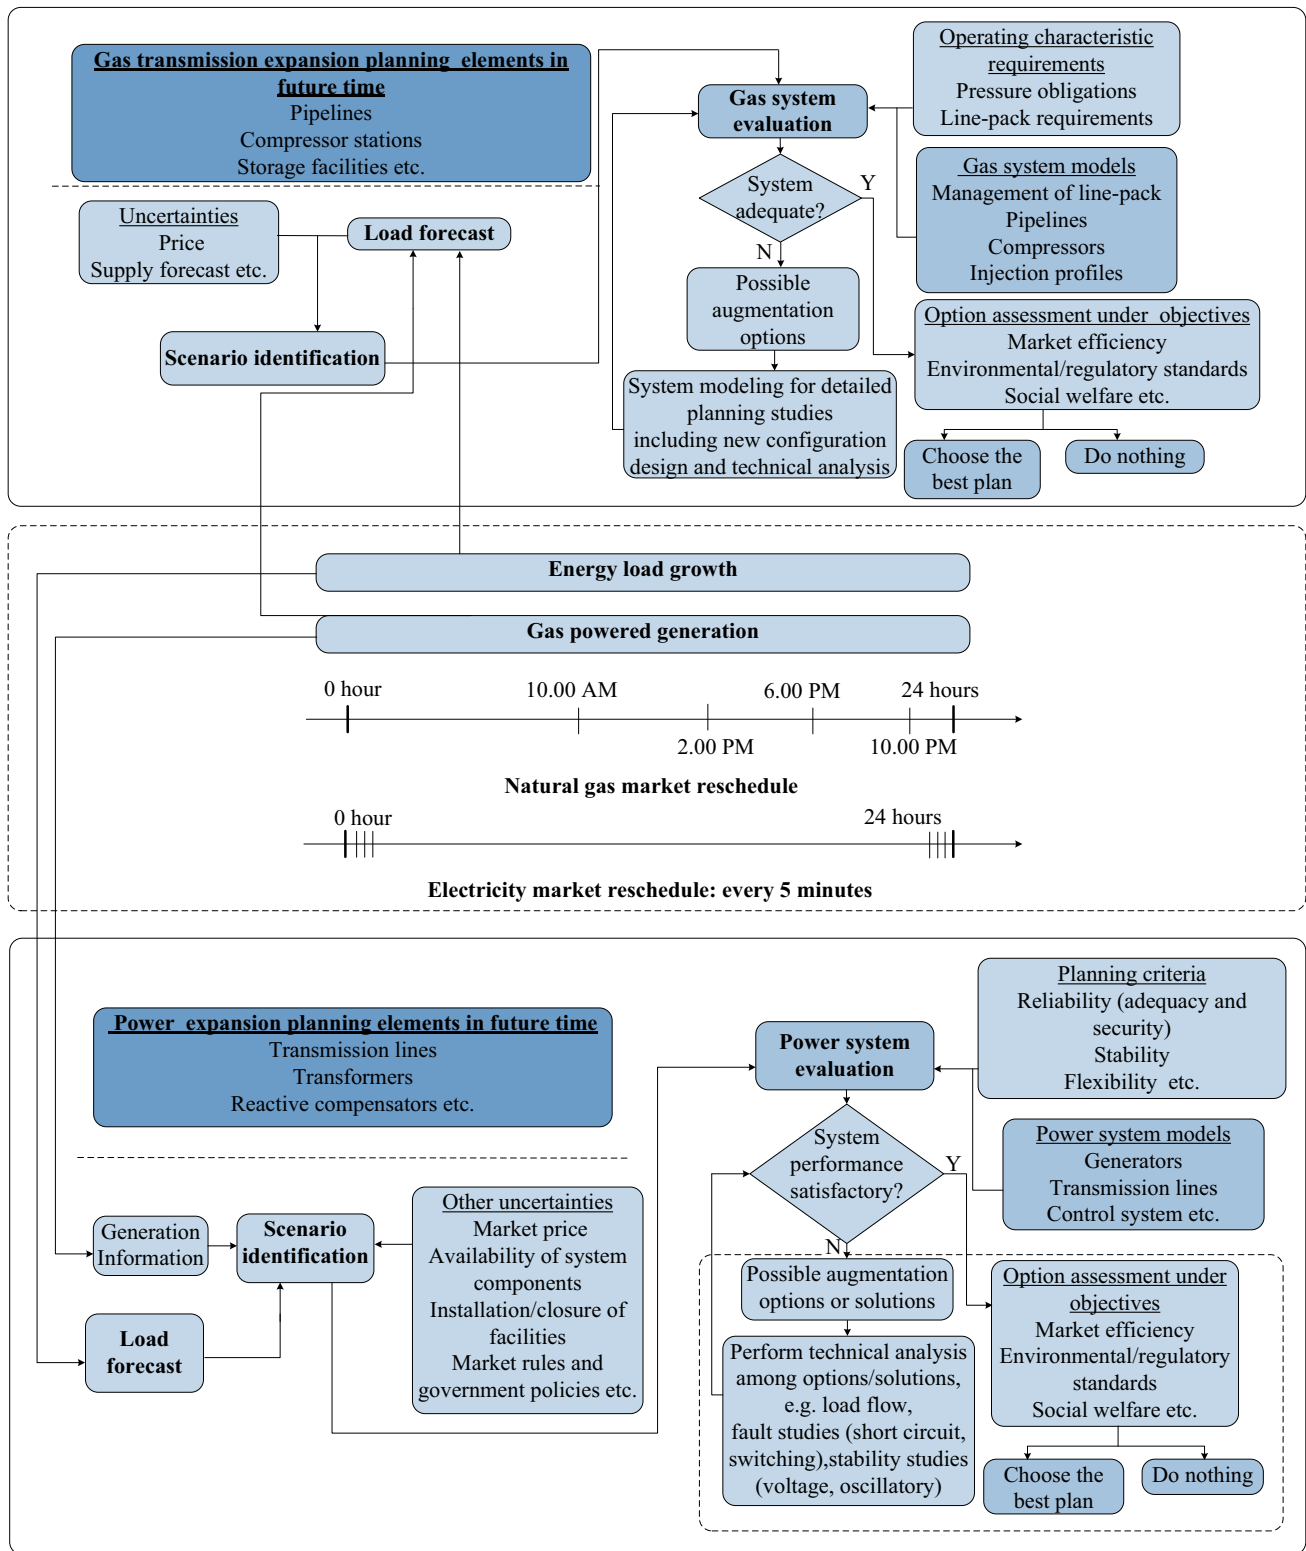 Gas transmission expansion planning elements in
future time
Pipelines
Compressor stations
Storage facilities etc.
Uncertainties
Price
Supply forecast etc.
Load forecast
Scenario identification
Gas system
evaluation
System
adequate?
Y
N
Possible
augmentation
options
System modeling for detailed
planning studies
including new configuration
design and technical analysis
Operating characteristic
requirements
Pressure obligations
Line-pack requirements
Gas system models
Management of line-pack
Pipelines
Compressors
Injection profiles
Option assessment under objectives
Market efficiency
Environmental/regulatory standards
Social welfare etc.
Choose the
best plan
Do nothing
Energy load growth
Gas powered generation
0 hour
10.00 AM
6.00 PM
24 hours
2.00 PM
10.00 PM
Natural gas market reschedule
0 hour
24 hours
Electricity market reschedule: every 5 minutes
Power expansion planning elements in future time
Transmission lines
Transformers
Reactive compensators etc.
Generation
Information
Scenario
identification
Load
forecast
Other uncertainties
Market price
Availability of system
components
Installation/closure of
facilities
Market rules and
government policies etc.
Power system
evaluation
System
performance
satisfactory?
Y
N
Possible augmentation
options or solutions
Perform technical analysis
among options/solutions,
e.g. load flow,
fault studies (short circuit,
switching),stability studies
(voltage, oscillatory)
Planning criteria
Reliability (adequacy and
security)
Stability
Flexibility etc.
Power system models
Generators
Transmission lines
Control system etc.
Option assessment under
objectives
Market efficiency
Environmental/regulatory
standards
Social welfare etc.
Choose the
best plan
Do nothing